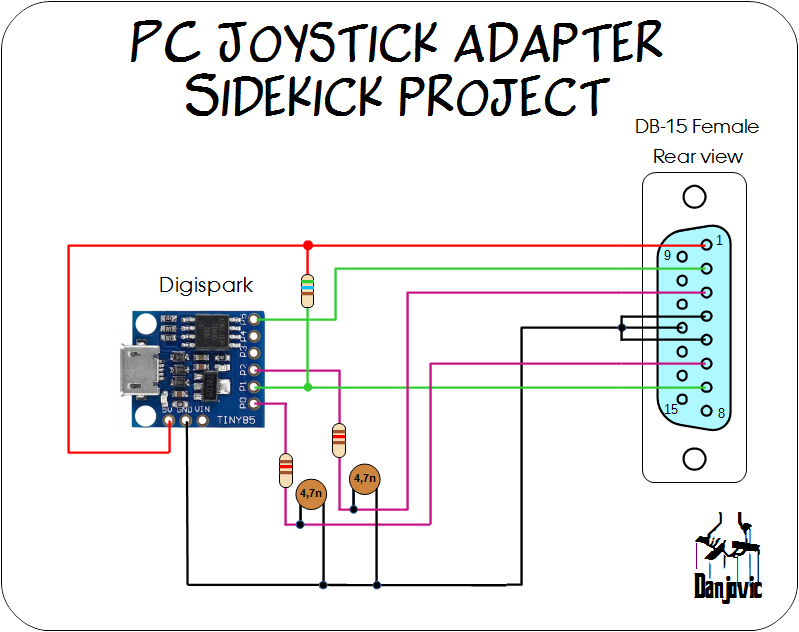 PC JOYSTICK ADAPTER
SIDEKICK PROJECT
DB-15 Female
Rear view
1
9
Digispark
P5
P4
P3
P2
P1
P0
5V GND VIN
TINY85
15
8
4,7n
4,7n
Danjovic